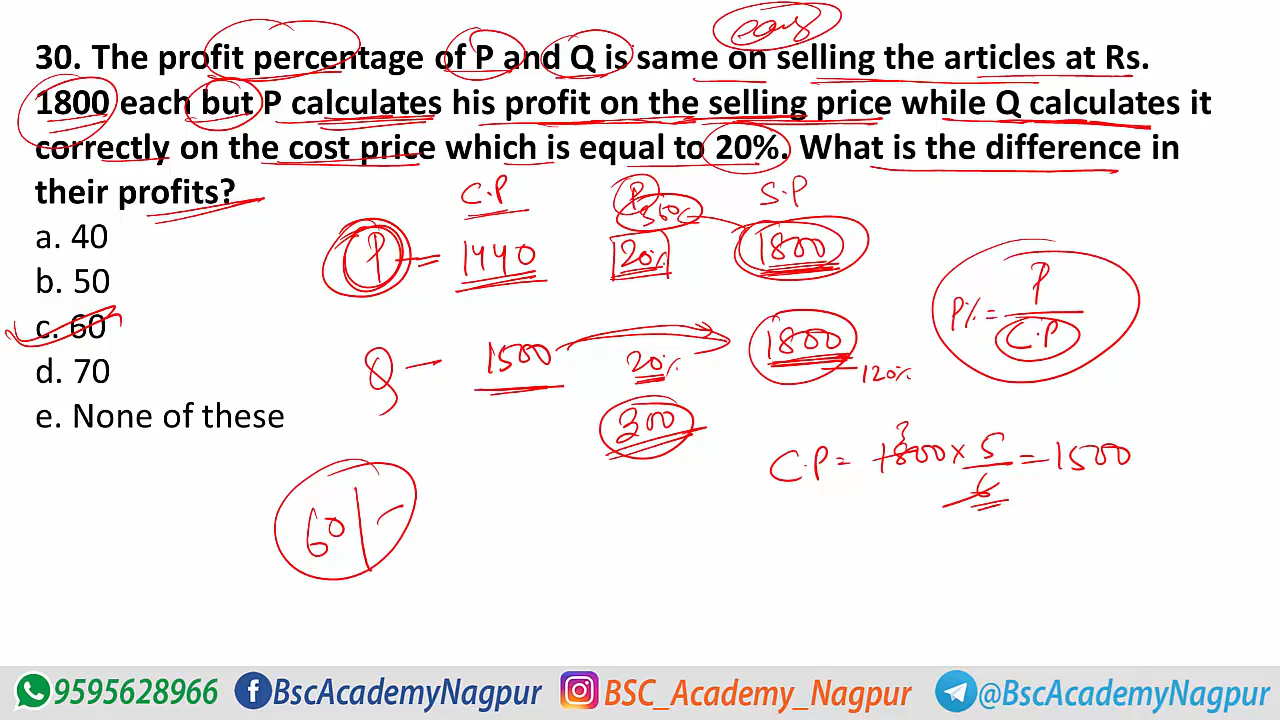 easy
30. The profit percentage of P and Q is same on selling the articles at Rs.
1800 each but P calculates his profit on the selling price while Q calculates it
correctly on the cost price which is equal to 20%. What is the difference in
their profits?
C.P P S.P
360
a. 40
P = 1440 20% 1800
b. 50
P% = P / C.P
c. 60
Q - 1500 20% 1800
120%
d. 70
300
e. None of these
C.P = 1800 × 5/6 = 1500
3
60/-
9595628966 BscAcademyNagpur BSC_Academy_Nagpur @BscAcademyNagpur